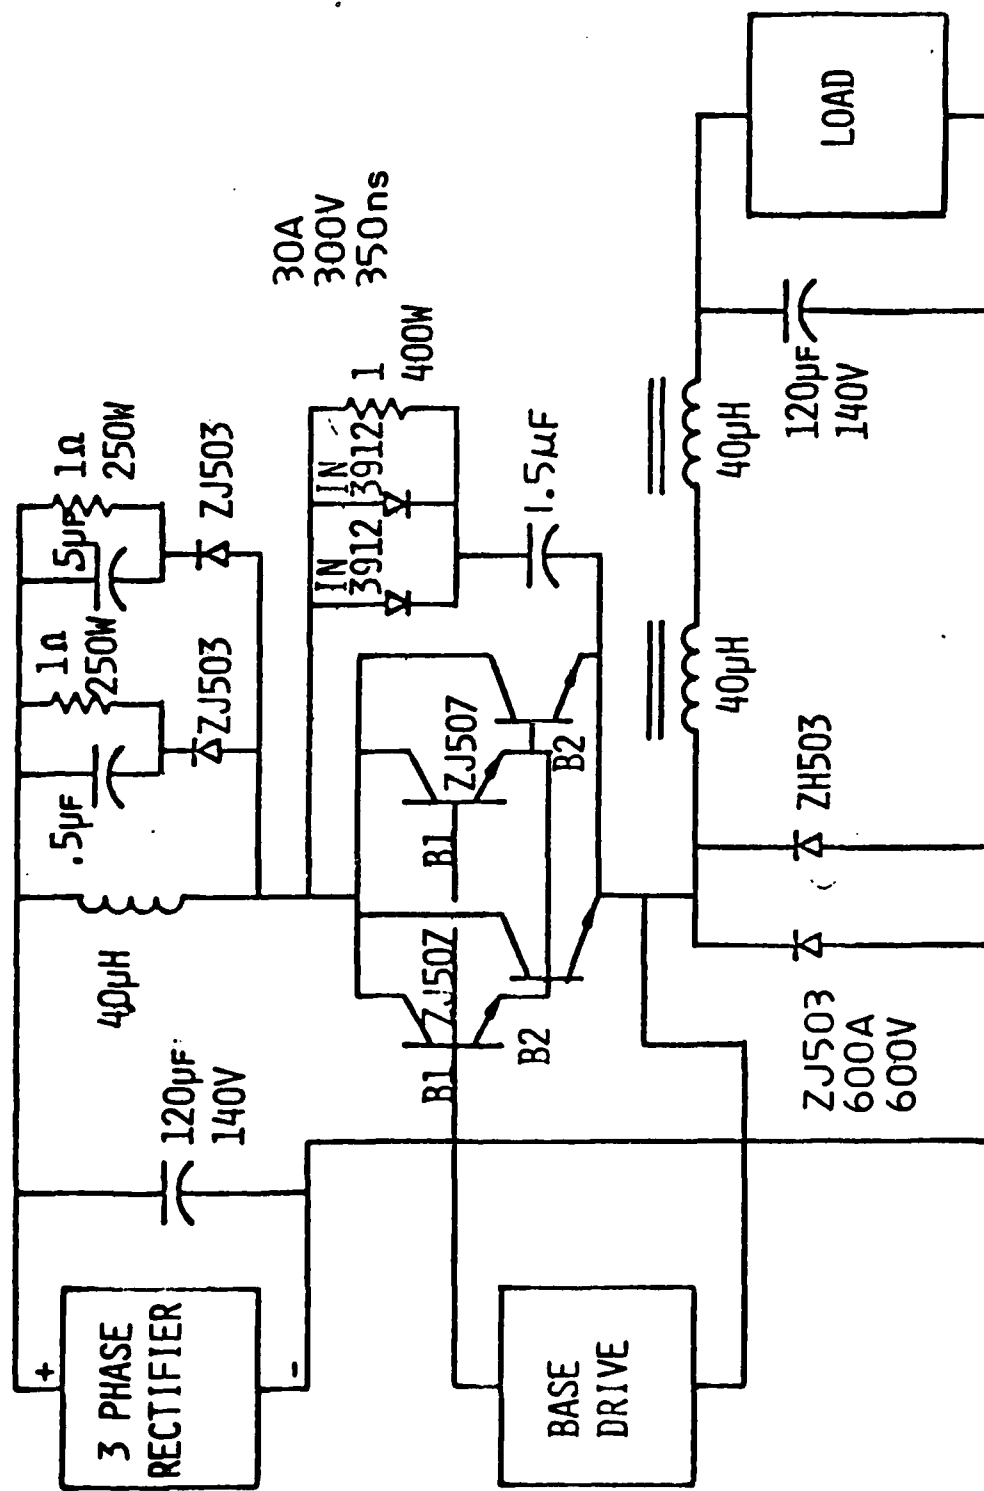 3 PHASE
RECTIFIER
+
-
120µF
140V
40µH
.5µF
1Ω
250W
ZJ503
.5µF
1Ω
250W
ZJ503
30A
300V
350ns
IN
3912
IN
3912
1
400W
1.5µF
ZJ507
B1
B2
ZJ507
B1
B2
BASE
DRIVE
ZJ503
600A
600V
ZH503
40µH
40µH
120µF
140V
LOAD